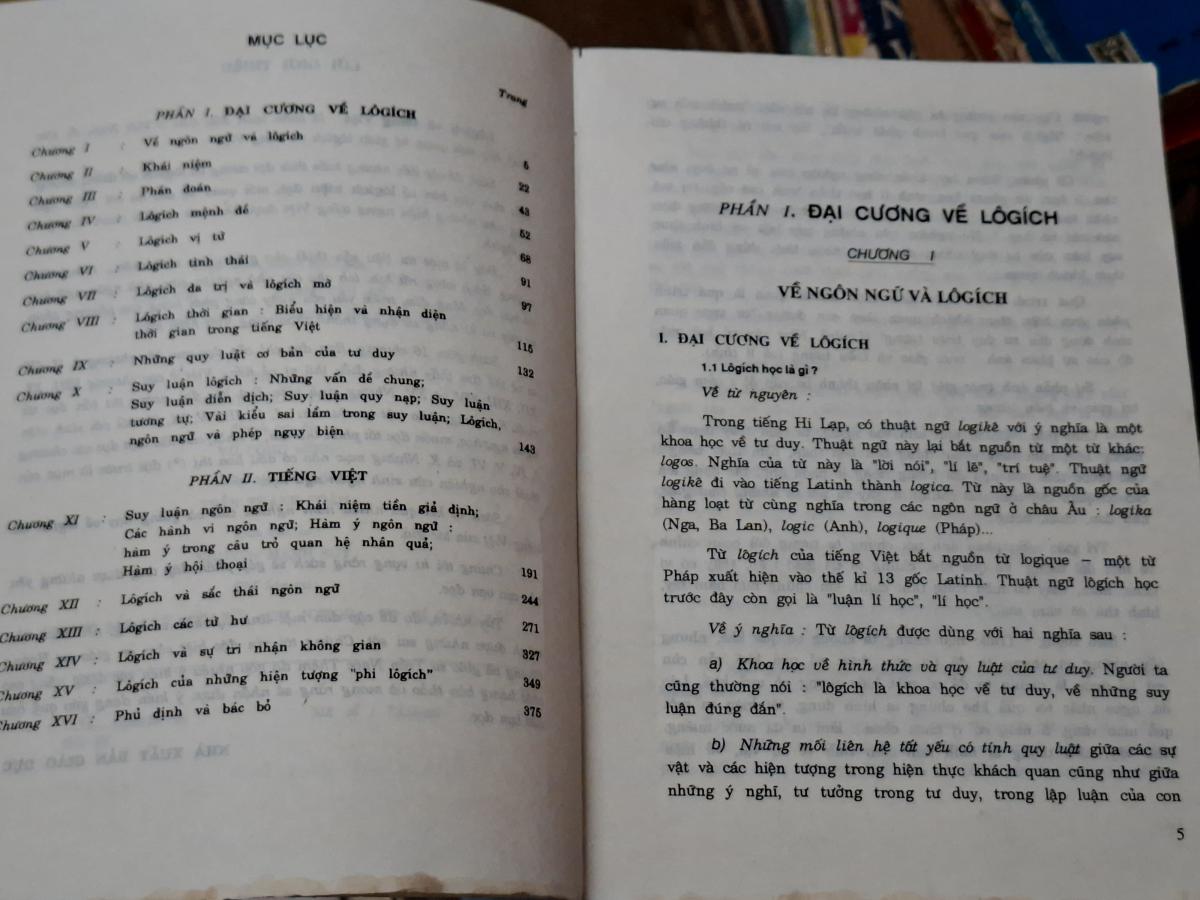 MỤC LỤC
Trang
PHẦN I. ĐẠI CƯƠNG VỀ LÔGÍCH
Chương I : Về ngôn ngữ và lôgích
5
Chương II : Khái niệm
22
Chương III : Phán đoán
43
Chương IV : Lôgích mệnh đề
52
Chương V : Lôgích vị từ
68
Chương VI : Lôgích tình thái
91
Chương VII : Lôgích đa trị và lôgích mờ
97
Chương VIII : Lôgích thời gian : Biểu hiện và nhận diện
thời gian trong tiếng Việt
115
Chương IX : Những quy luật cơ bản của tư duy
132
Chương X : Suy luận lôgích : Những vấn đề chung;
Suy luận diễn dịch; Suy luận quy nạp; Suy luận
tương tự; Vài kiểu sai lầm trong suy luận; Lôgích,
ngôn ngữ và phép ngụy biện
143
PHẦN II. TIẾNG VIỆT
Chương XI : Suy luận ngôn ngữ : Khái niệm tiền giả định;
Các hành vi ngôn ngữ; Hàm ý ngôn ngữ :
hàm ý trong câu trỏ quan hệ nhân quả;
Hàm ý hội thoại
191
Chương XII : Lôgích và sắc thái ngôn ngữ
244
Chương XIII : Lôgích các từ hư
271
Chương XIV : Lôgích và sự tri nhận không gian
327
Chương XV : Lôgích của những hiện tượng "phi lôgích"
349
Chương XVI : Phủ định và bác bỏ
375
PHẦN I. ĐẠI CƯƠNG VỀ LÔGÍCH
CHƯƠNG I
VỀ NGÔN NGỮ VÀ LÔGÍCH
I. ĐẠI CƯƠNG VỀ LÔGÍCH
1.1 Lôgích học là gì ?
Về từ nguyên :
Trong tiếng Hi Lạp, có thuật ngữ logikê với ý nghĩa là một
khoa học về tư duy. Thuật ngữ này lại bắt nguồn từ một từ khác:
logos. Nghĩa của từ này là "lời nói", "lí lẽ", "trí tuệ". Thuật ngữ
logikê đi vào tiếng Latinh thành logica. Từ này là nguồn gốc của
hàng loạt từ cùng nghĩa trong các ngôn ngữ ở châu Âu : logika
(Nga, Ba Lan), logic (Anh), logique (Pháp)...
Từ lôgích của tiếng Việt bắt nguồn từ logique – một từ
Pháp xuất hiện vào thế kỉ 13 gốc Latinh. Thuật ngữ lôgích học
trước đây còn gọi là "luận lí học", "lí học".
Về ý nghĩa : Từ lôgích được dùng với hai nghĩa sau :
a) Khoa học về hình thức và quy luật của tư duy. Người ta
cũng thường nói : "lôgích là khoa học về tư duy, về những suy
luận đúng đắn".
b) Những mối liên hệ tất yếu có tính quy luật giữa các sự
vật và các hiện tượng trong hiện thực khách quan cũng như giữa
những ý nghĩ, tư tưởng trong tư duy, trong lập luận của con
5